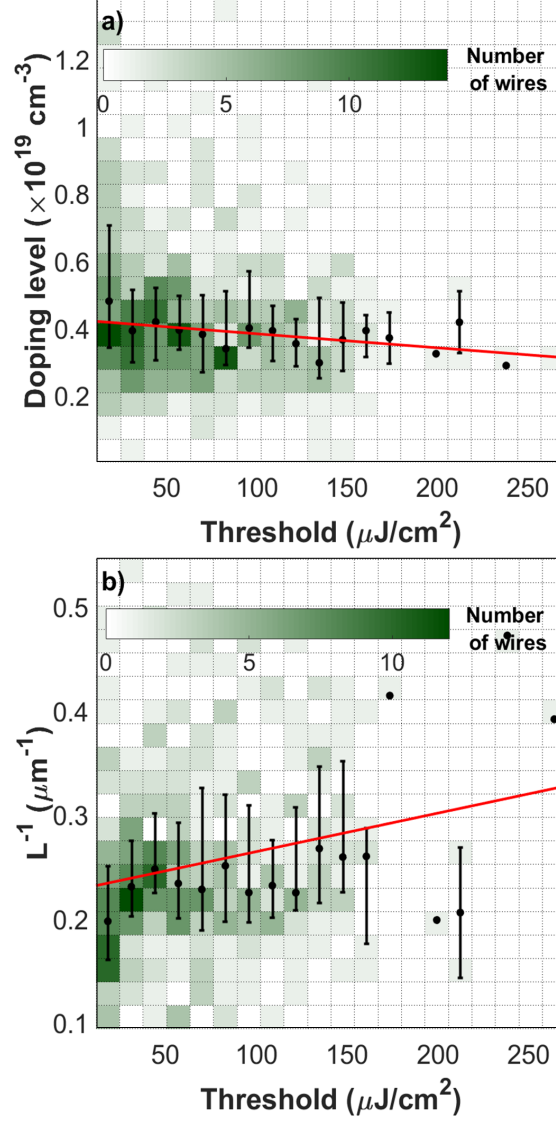 a)
Number
of wires
0 5 10
1.2
1
0.8
0.6
0.4
0.2
Doping level (×10¹⁹ cm⁻³)
50 100 150 200 250
Threshold (μJ/cm²)
b)
Number
of wires
0 5 10
0.5
0.4
0.3
0.2
0.1
L⁻¹ (μm⁻¹)
50 100 150 200 250
Threshold (μJ/cm²)